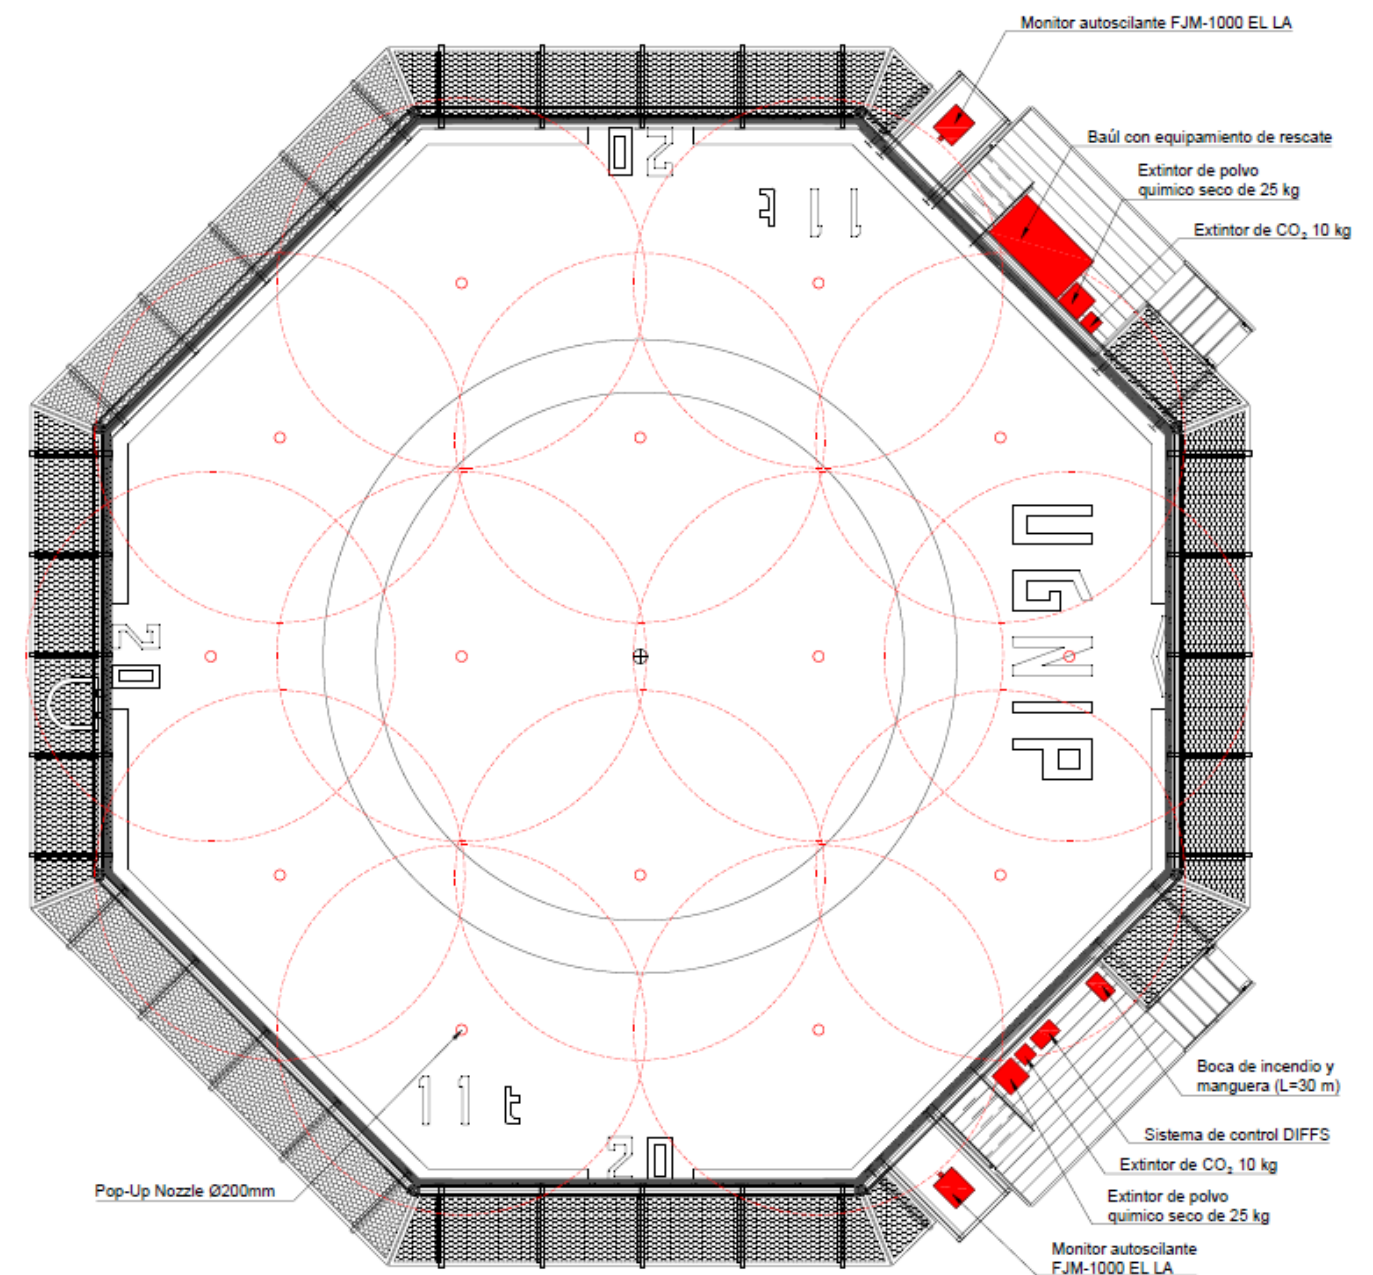 Monitor autoscilante FJM-1000 EL LA
Baúl con equipamiento de rescate
Extintor de polvo
quimico seco de 25 kg
Extintor de CO₂ 10 kg
20
11 t
UGNIP
20
11 t
20
Boca de incendio y
manguera (L=30 m)
Sistema de control DIFFS
Extintor de CO₂ 10 kg
Extintor de polvo
quimico seco de 25 kg
Monitor autoscilante
FJM-1000 EL LA
Pop-Up Nozzle Ø200mm